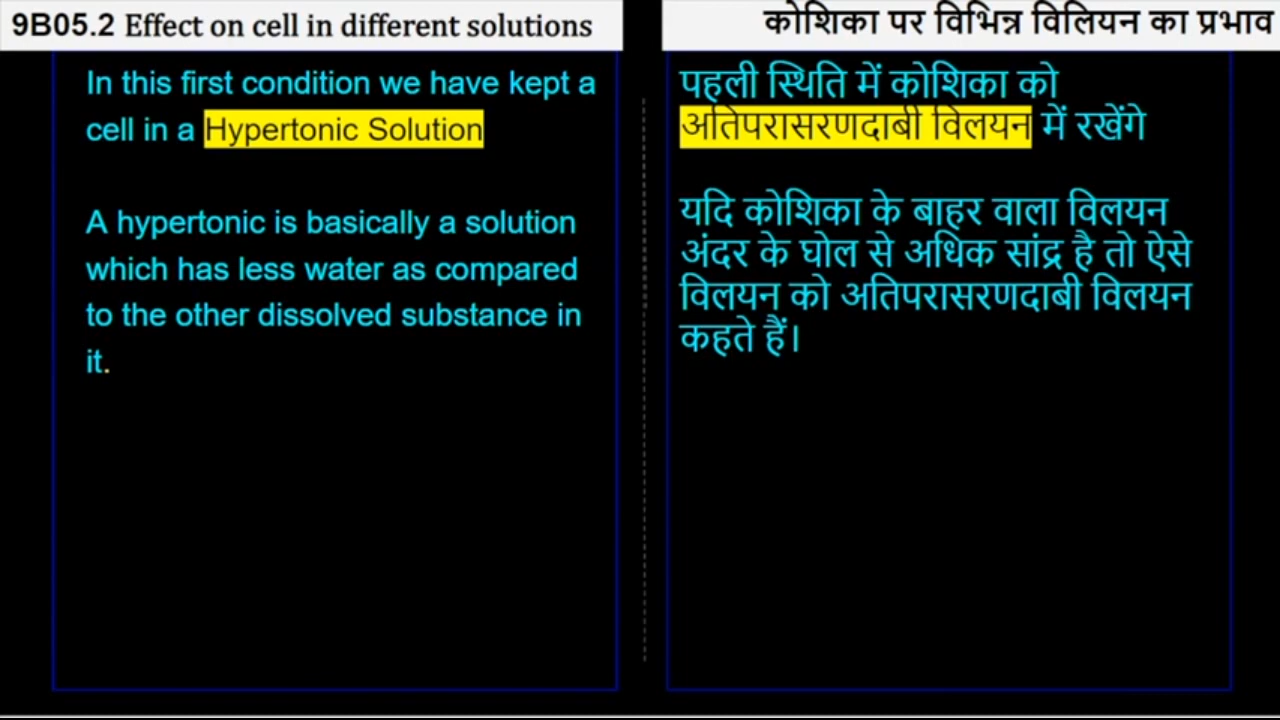 9B05.2 Effect on cell in different solutions
In this first condition we have kept a
cell in a Hypertonic Solution
A hypertonic is basically a solution
which has less water as compared
to the other dissolved substance in
it.
कोशिका पर विभिन्न विलियन का प्रभाव
पहली स्थिति में कोशिका को
अतिपरासरणदाबी विलयन में रखेंगे
यदि कोशिका के बाहर वाला विलयन
अंदर के घोल से अधिक सांद्र है तो ऐसे
विलयन को अतिपरासरणदाबी विलयन
कहते हैं।